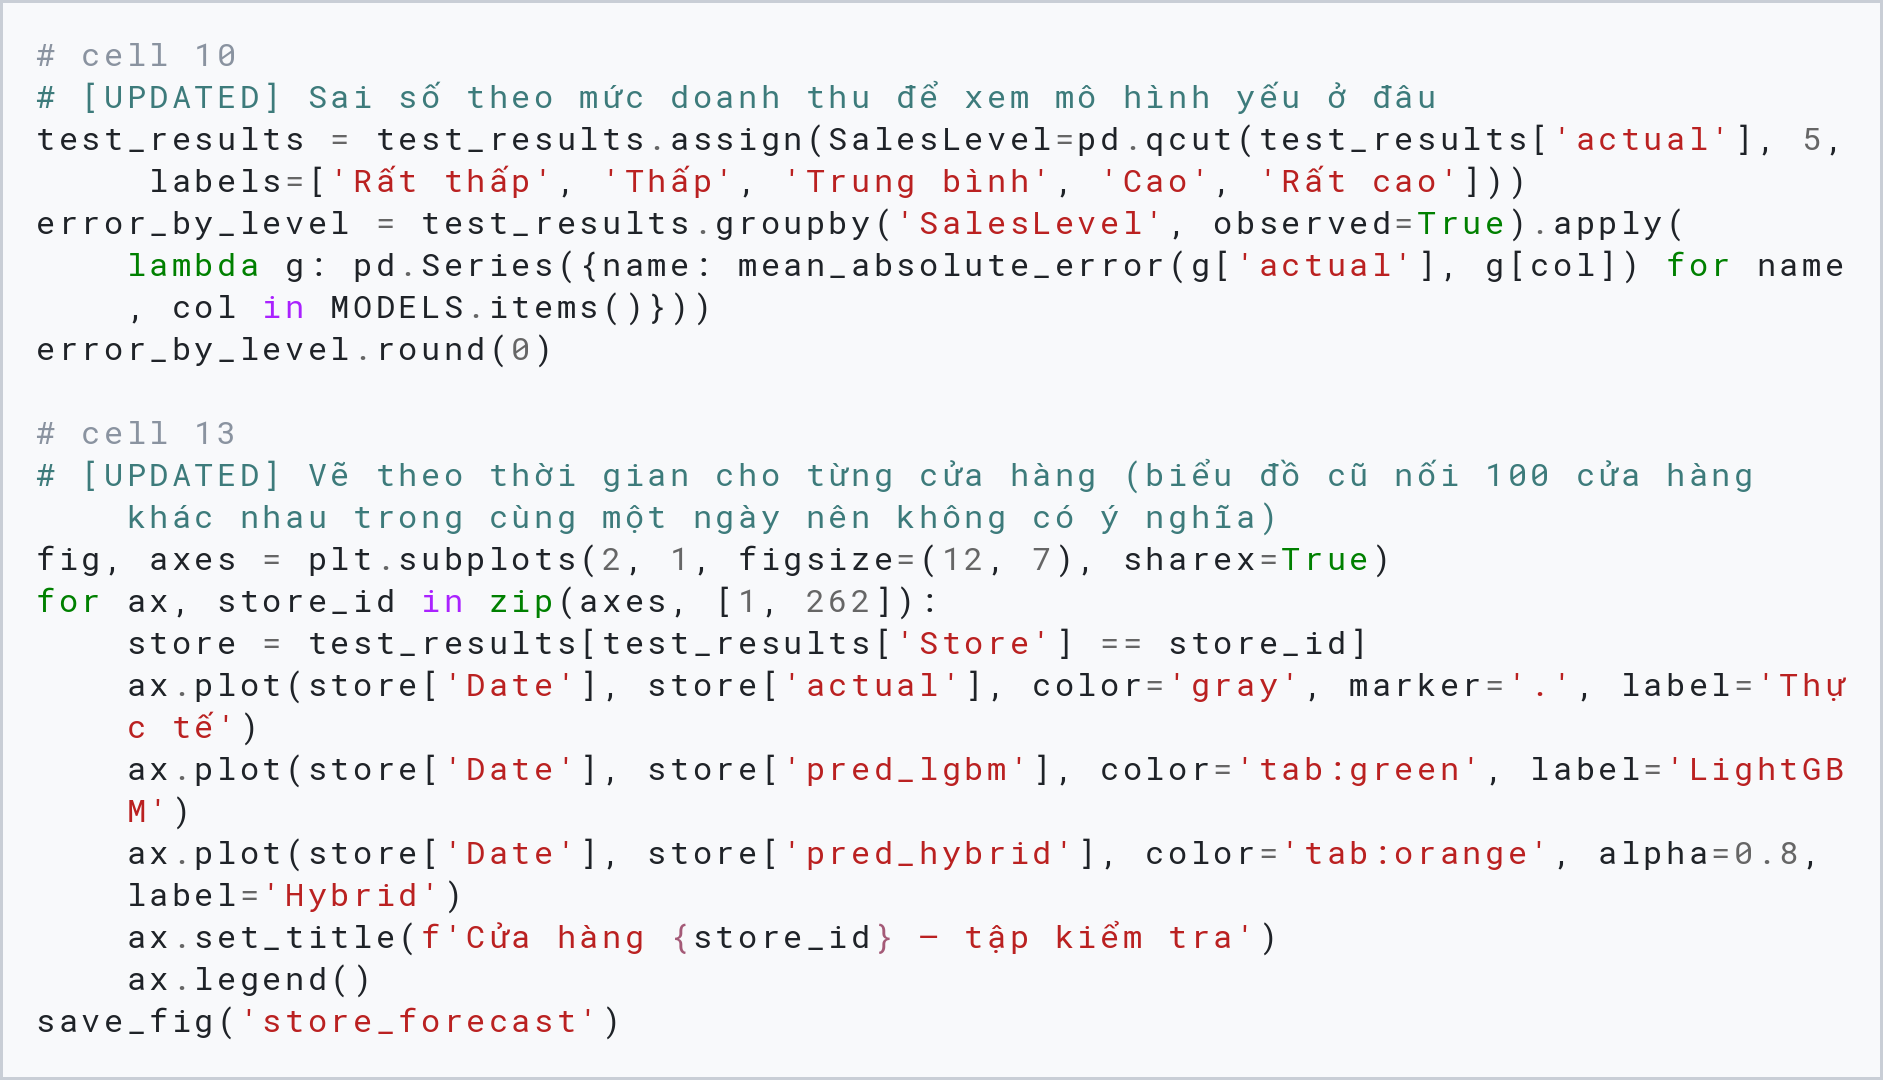 # cell 10
# [UPDATED] Sai số theo mức doanh thu để xem mô hình yếu ở đâu
test_results = test_results.assign(SalesLevel=pd.qcut(test_results['actual'], 5,
     labels=['Rất thấp', 'Thấp', 'Trung bình', 'Cao', 'Rất cao']))
error_by_level = test_results.groupby('SalesLevel', observed=True).apply(
    lambda g: pd.Series({name: mean_absolute_error(g['actual'], g[col]) for name
    , col in MODELS.items()}))
error_by_level.round(0)

# cell 13
# [UPDATED] Vẽ theo thời gian cho từng cửa hàng (biểu đồ cũ nối 100 cửa hàng
    khác nhau trong cùng một ngày nên không có ý nghĩa)
fig, axes = plt.subplots(2, 1, figsize=(12, 7), sharex=True)
for ax, store_id in zip(axes, [1, 262]):
    store = test_results[test_results['Store'] == store_id]
    ax.plot(store['Date'], store['actual'], color='gray', marker='.', label='Thự
    c tế')
    ax.plot(store['Date'], store['pred_lgbm'], color='tab:green', label='LightGB
    M')
    ax.plot(store['Date'], store['pred_hybrid'], color='tab:orange', alpha=0.8,
    label='Hybrid')
    ax.set_title(f'Cửa hàng {store_id} – tập kiểm tra')
    ax.legend()
save_fig('store_forecast')